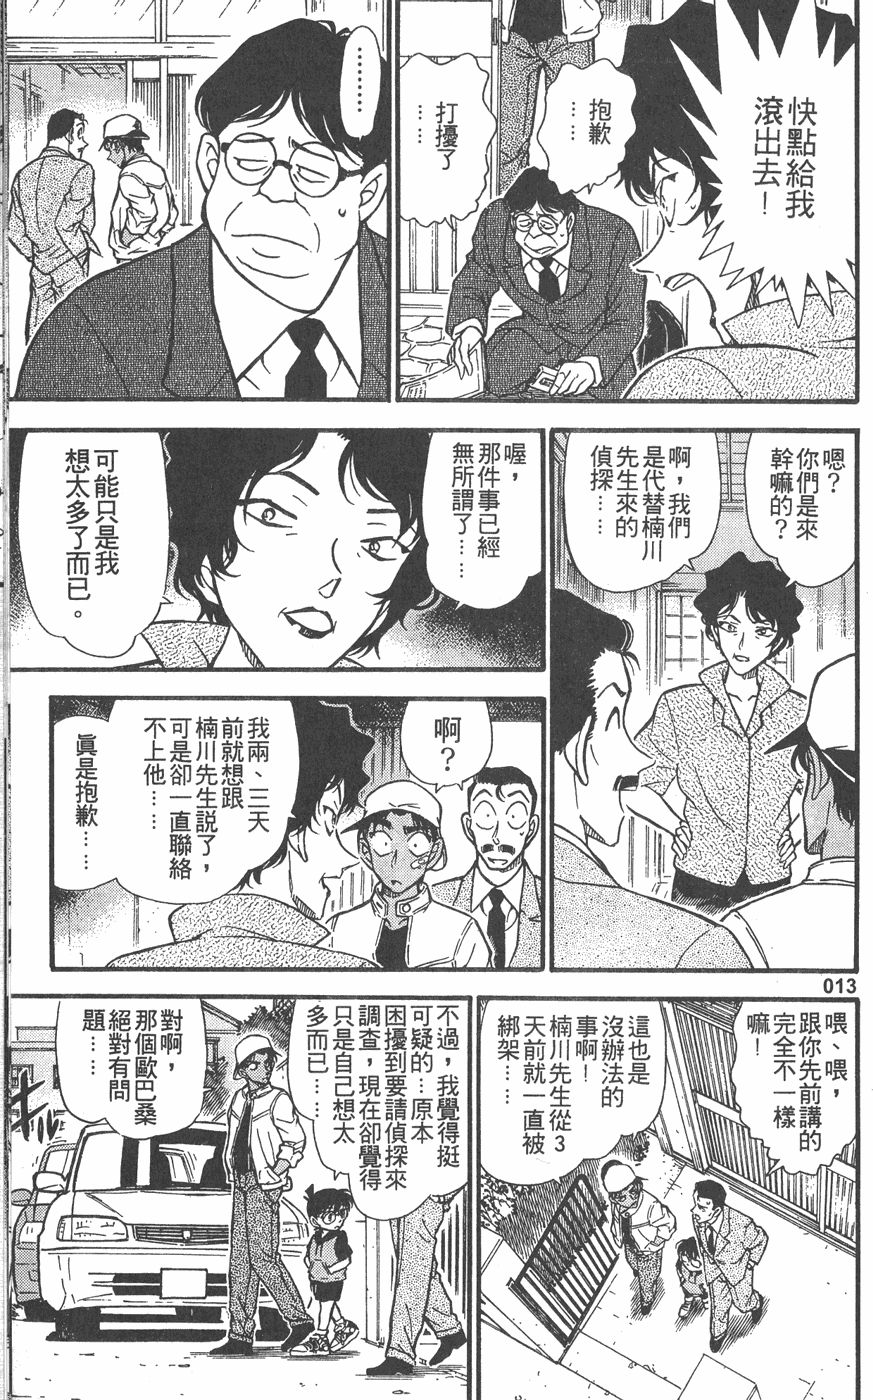 快點給我
滾出去！
抱歉
……
打擾了
……
………
嗯？
你們是來
幹嘛的？
啊，我們
是代替楠川
先生來的
偵探……
喔，
那件事已經
無所謂了……
可能只是我
想太多了而已。
啊？
我兩、三天
前就想跟
楠川先生說了，
可是卻一直聯絡
不上他……
真是抱歉……
013
喂、喂，
跟你先前講的
完全不一樣
嘛！
這也是
沒辦法的
事啊！
楠川先生從3
天前就一直被
綁架……
不過，我覺得挺
可疑的…原本
困擾到要請偵探來
調查，現在卻覺得
只是自己想太
多而已……
對啊，
那個歐巴桑
絕對有問
題……